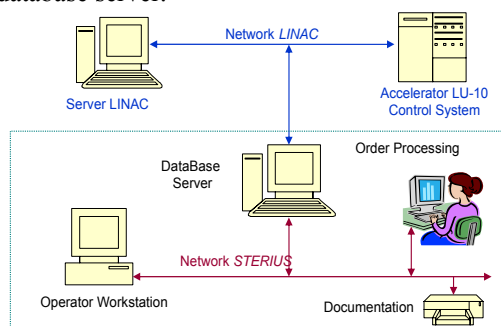 database server.
Network LINAC
Server LINAC
Accelerator LU-10
Control System
Order Processing
DataBase
Server
Network STERIUS
Operator Workstation
Documentation